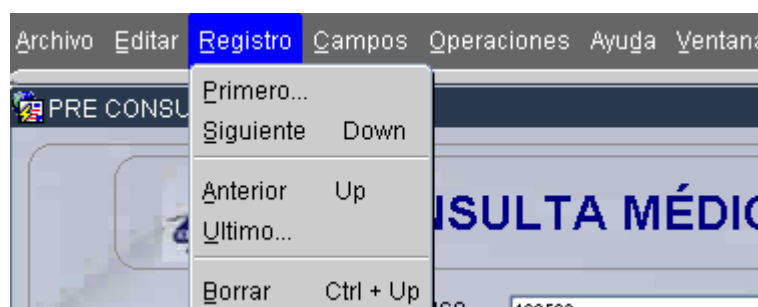 Archivo Editar Registro Campos Operaciones Ayuda Ventana
Primero...
PRE CONSU
Siguiente Down
Anterior Up
NSULTA MÉDIC
Ultimo...
Borrar Ctrl + Up